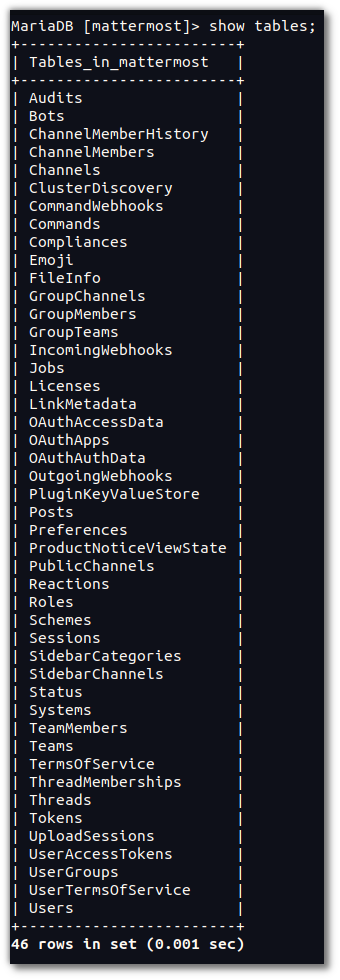 MariaDB [mattermost]> show tables;
+------------------------+
| Tables_in_mattermost   |
+------------------------+
| Audits                 |
| Bots                   |
| ChannelMemberHistory   |
| ChannelMembers         |
| Channels               |
| ClusterDiscovery       |
| CommandWebhooks        |
| Commands               |
| Compliances            |
| Emoji                  |
| FileInfo               |
| GroupChannels          |
| GroupMembers           |
| GroupTeams             |
| IncomingWebhooks       |
| Jobs                   |
| Licenses               |
| LinkMetadata           |
| OAuthAccessData        |
| OAuthApps              |
| OAuthAuthData          |
| OutgoingWebhooks       |
| PluginKeyValueStore    |
| Posts                  |
| Preferences            |
| ProductNoticeViewState |
| PublicChannels         |
| Reactions              |
| Roles                  |
| Schemes                |
| Sessions               |
| SidebarCategories      |
| SidebarChannels        |
| Status                 |
| Systems                |
| TeamMembers            |
| Teams                  |
| TermsOfService         |
| ThreadMemberships      |
| Threads                |
| Tokens                 |
| UploadSessions         |
| UserAccessTokens       |
| UserGroups             |
| UserTermsOfService     |
| Users                  |
+------------------------+
46 rows in set (0.001 sec)